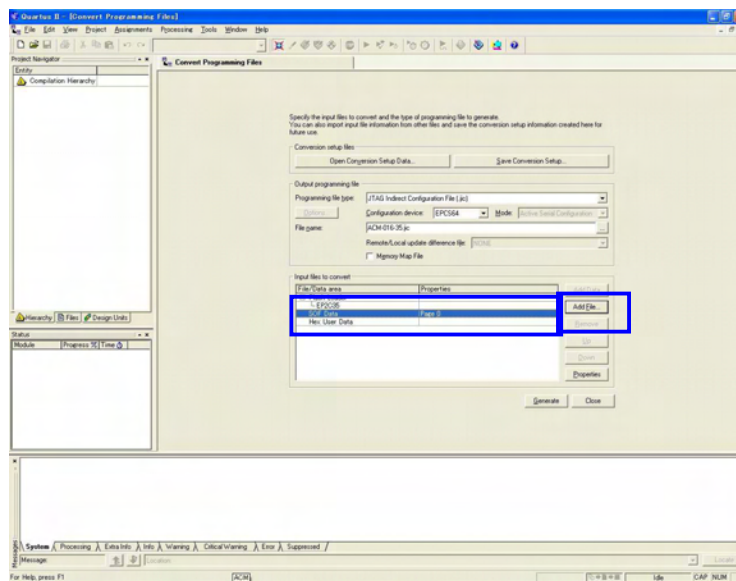 Quartus II - [Convert Programming Files]
File Edit View Project Assignments Processing Tools Window Help
Project Navigator
Entity
Compilation Hierarchy
Convert Programming Files
Specify the input files to convert and the type of programming file to generate.
You can also import input file information from other files and save the conversion setup information created here for
future use.
Conversion setup files
Open Conversion Setup Data...
Save Conversion Setup...
Output programming file
Programming file type: JTAG Indirect Configuration File (.jic)
Options... Configuration device: EPCS64 Mode: Active Serial Configuration
File name: ACM-016-35.jic ...
Remote/Local update difference file: NONE
Memory Map File
Input files to convert
File/Data area Properties
Add Data
EP2C35
Add File...
SOF Data Page 0
Remove
Hex User Data
Up
Down
Properties
Generate Close
Hierarchy Files Design Units
Status
Module Progress % Time
System Processing Extra Info Info Warning Critical Warning Error Suppressed
Messages
Message:
Location:
Locate
For Help, press F1
Idle
CAP NUM